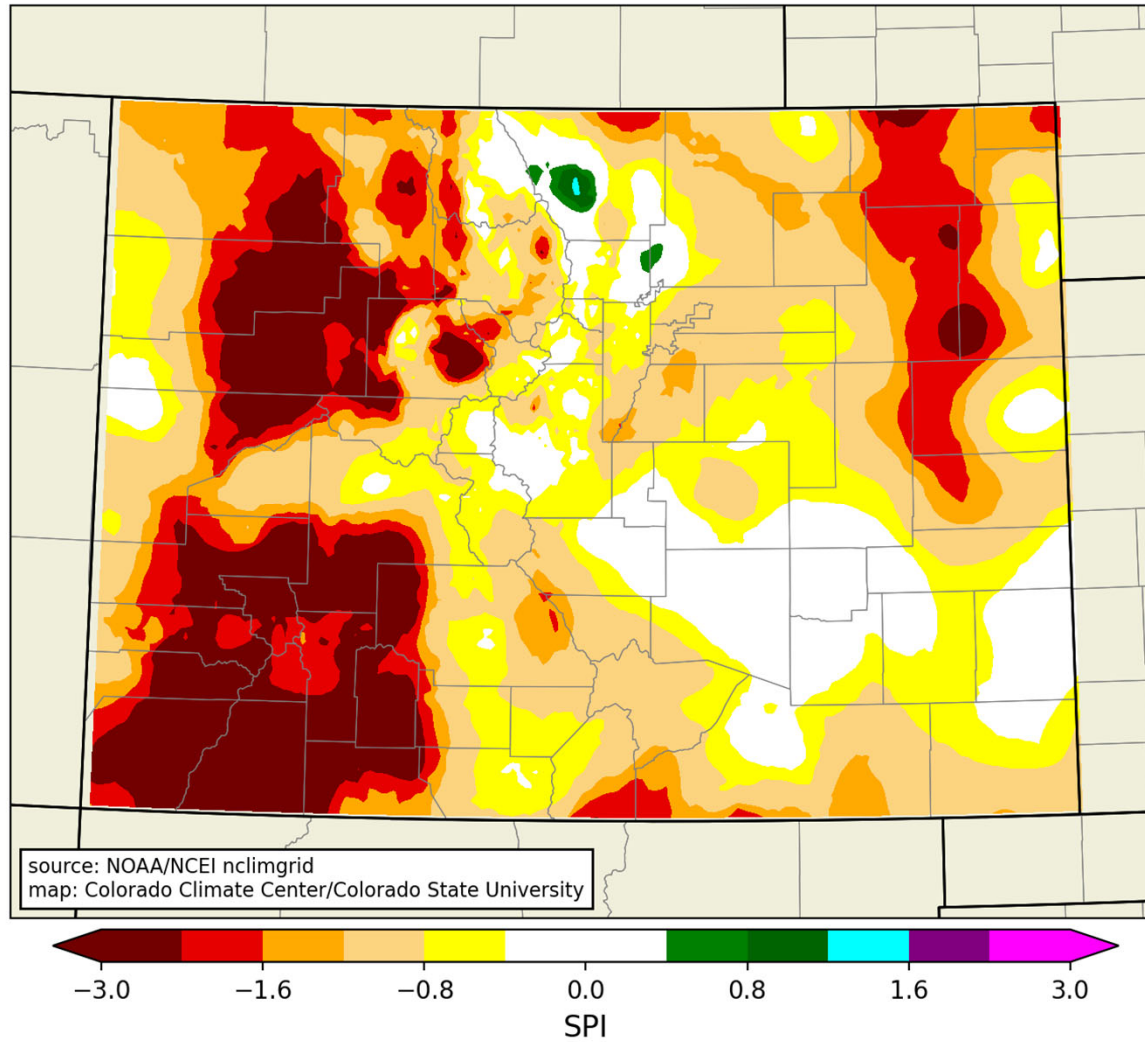 source: NOAA/NCEI nclimgrid
map: Colorado Climate Center/Colorado State University
−3.0 −1.6 −0.8 0.0 0.8 1.6 3.0
SPI